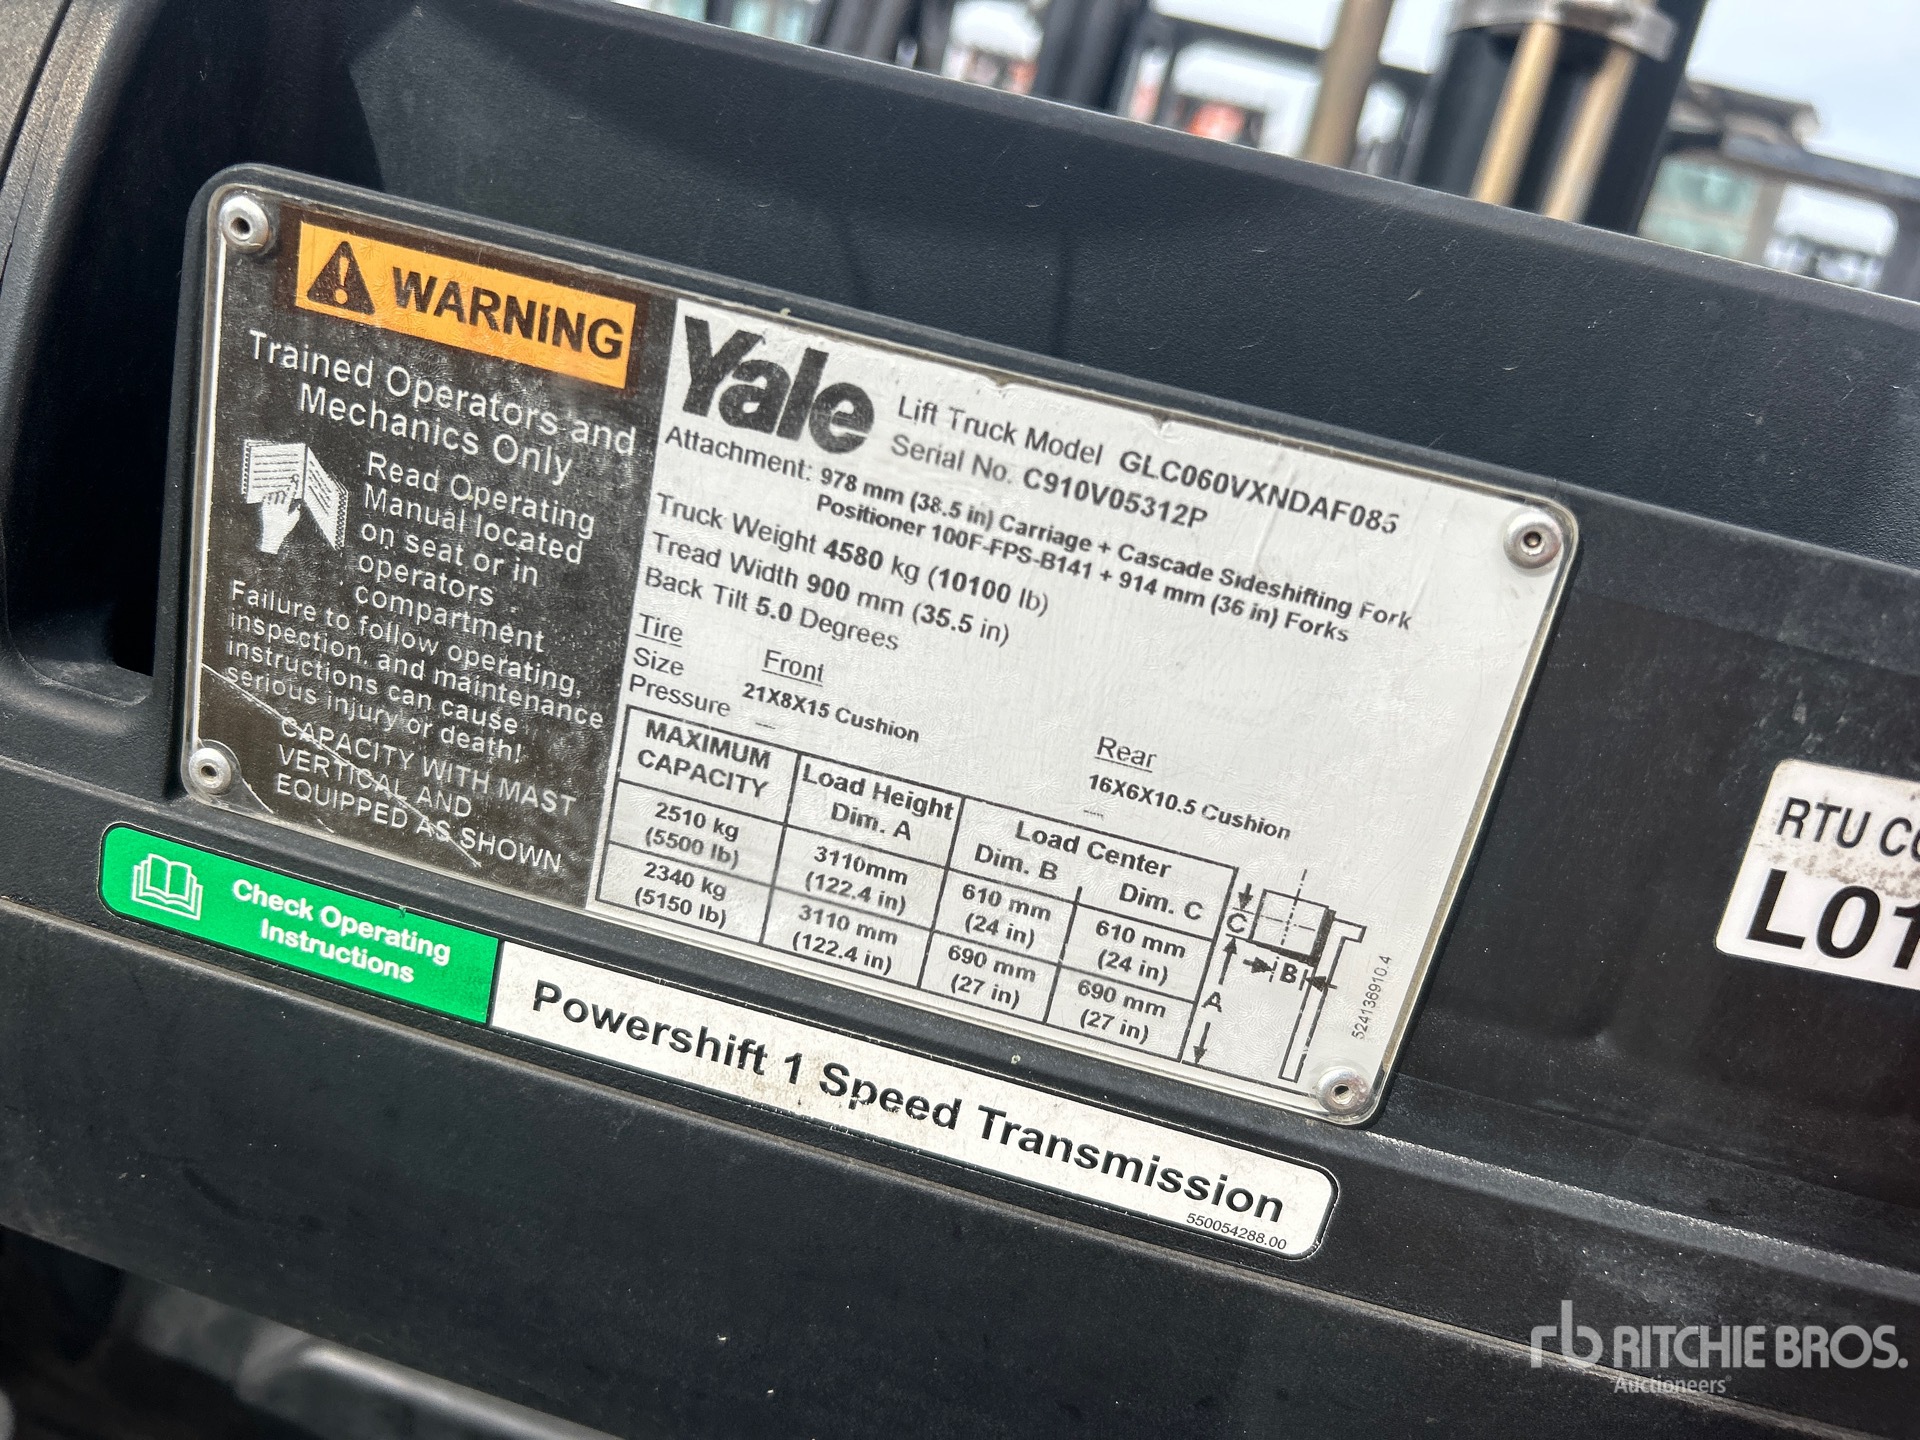 WARNING
Trained Operators and
Mechanics Only
Read Operating
Manual located
on seat or in
operators
compartment
Failure to follow operating,
inspection, and maintenance
instructions can cause
serious injury or death!
CAPACITY WITH MAST
VERTICAL AND
EQUIPPED AS SHOWN
Yale
Lift Truck Model GLC060VXNDAF085
Serial No. C910V05312P
Attachment: 978 mm (38.5 in) Carriage + Cascade Sideshifting Fork
Positioner 100F-FPS-B141 + 914 mm (36 in) Forks
Truck Weight 4580 kg (10100 lb)
Tread Width 900 mm (35.5 in)
Back Tilt 5.0 Degrees
Tire Front Rear
Size 21X8X15 Cushion 16X6X10.5 Cushion
Pressure — —
MAXIMUM CAPACITY Load Height Dim. A Load Center Dim. B Dim. C
2510 kg 3110mm 610 mm 610 mm
(5500 lb) (122.4 in) (24 in) (24 in)
2340 kg 3110 mm 690 mm 690 mm
(5150 lb) (122.4 in) (27 in) (27 in)
C
B
A
524136910.4
Check Operating
Instructions
Powershift 1 Speed Transmission
550054288.00
RTU
L01
rb RITCHIE BROS.
Auctioneers